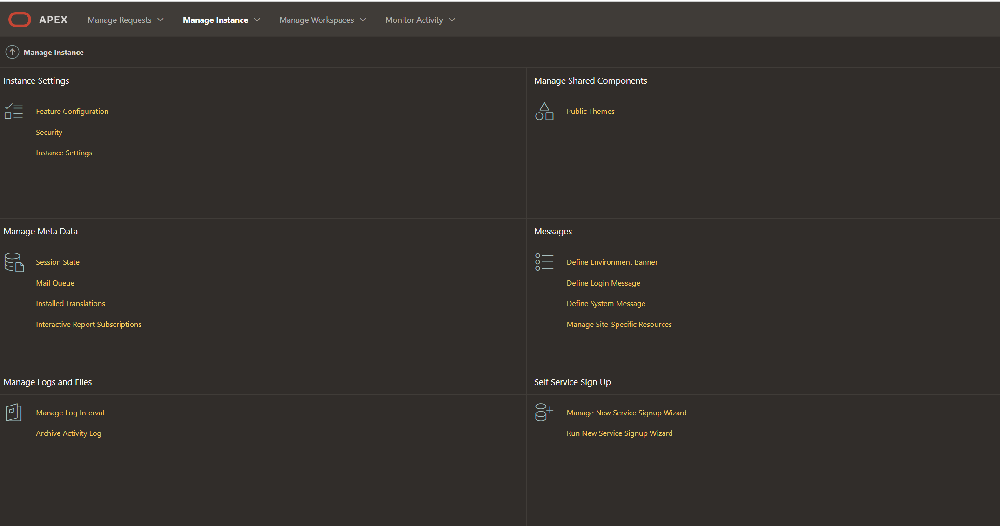 APEX Manage Requests Manage Instance Manage Workspaces Monitor Activity
Manage Instance
Instance Settings
Feature Configuration
Security
Instance Settings
Manage Shared Components
Public Themes
Manage Meta Data
Session State
Mail Queue
Installed Translations
Interactive Report Subscriptions
Messages
Define Environment Banner
Define Login Message
Define System Message
Manage Site-Specific Resources
Manage Logs and Files
Manage Log Interval
Archive Activity Log
Self Service Sign Up
Manage New Service Signup Wizard
Run New Service Signup Wizard